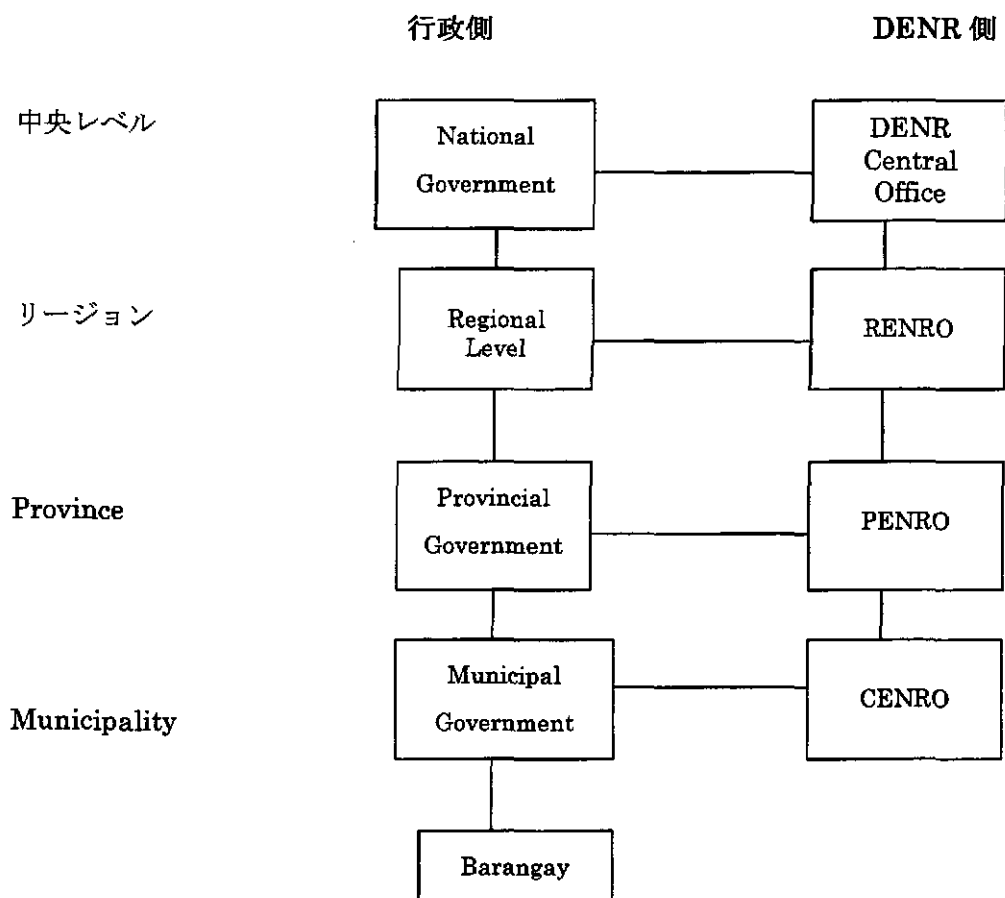 行政側 DENR 側
中央レベル
National
Government
DENR
Central
Office
リージョン
Regional
Level
RENRO
Province
Provincial
Government
PENRO
Municipality
Municipal
Government
CENRO
Barangay